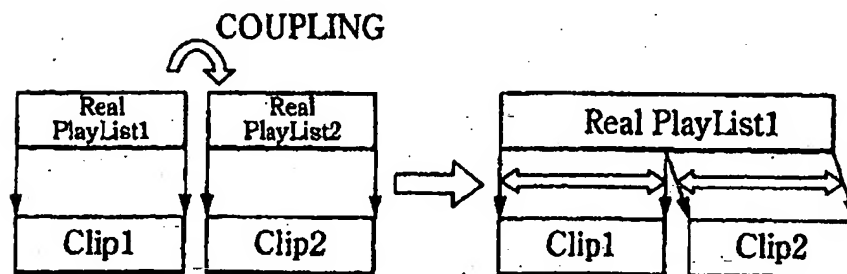 COUPLING
Real
PlayList1
Real
PlayList2
Real PlayList1
Clip1
Clip2
Clip1
Clip2